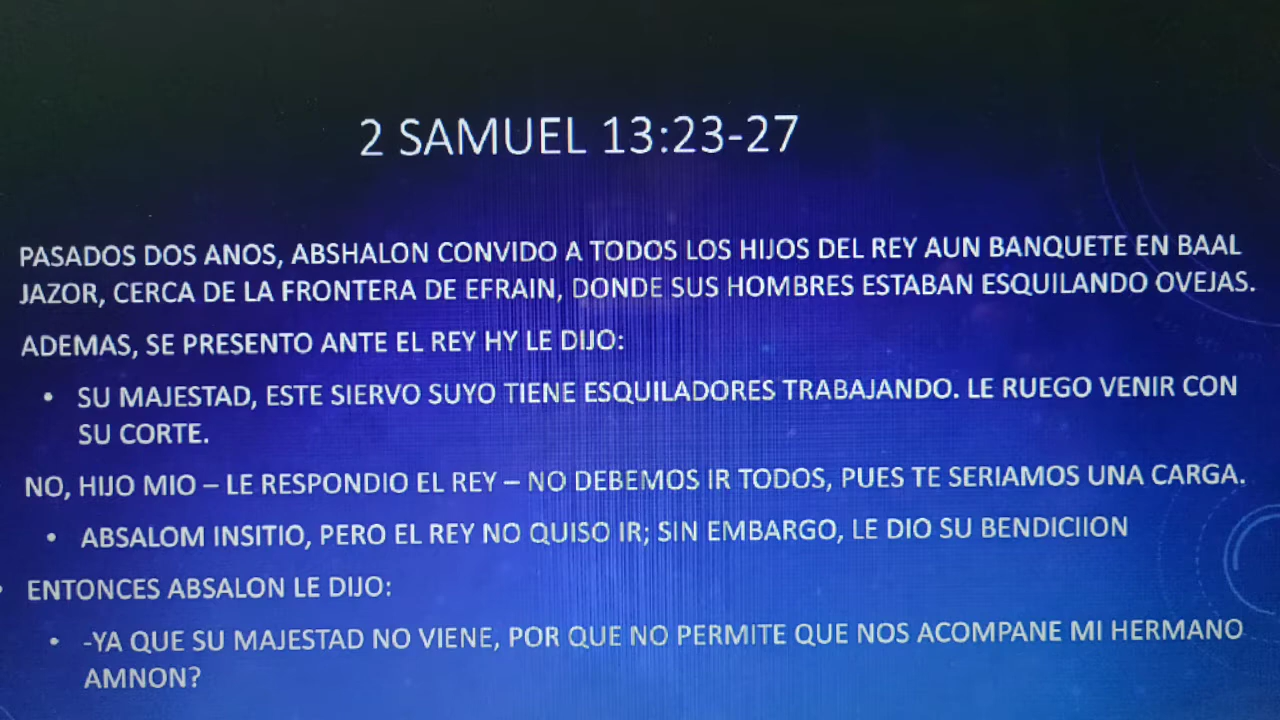 2 SAMUEL 13:23-27
PASADOS DOS ANOS, ABSHALON CONVIDO A TODOS LOS HIJOS DEL REY AUN BANQUETE EN BAAL
JAZOR, CERCA DE LA FRONTERA DE EFRAIN, DONDE SUS HOMBRES ESTABAN ESQUILANDO OVEJAS.
ADEMAS, SE PRESENTO ANTE EL REY HY LE DIJO:
• SU MAJESTAD, ESTE SIERVO SUYO TIENE ESQUILADORES TRABAJANDO. LE RUEGO VENIR CON
SU CORTE.
NO, HIJO MIO – LE RESPONDIO EL REY – NO DEBEMOS IR TODOS, PUES TE SERIAMOS UNA CARGA.
• ABSALOM INSITIO, PERO EL REY NO QUISO IR; SIN EMBARGO, LE DIO SU BENDICIION
• ENTONCES ABSALON LE DIJO:
• -YA QUE SU MAJESTAD NO VIENE, POR QUE NO PERMITE QUE NOS ACOMPANE MI HERMANO
AMNON?